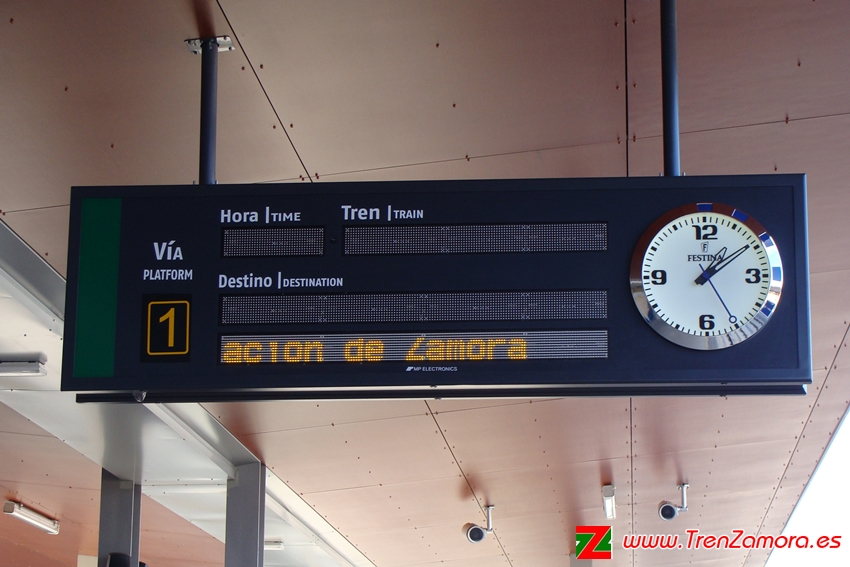 Hora | TIME
Tren | TRAIN
VÍA
PLATFORM
Destino | DESTINATION
1
acion de Zamora
MP ELECTRONICS
12
F
FESTINA
9
3
6
www.TrenZamora.es